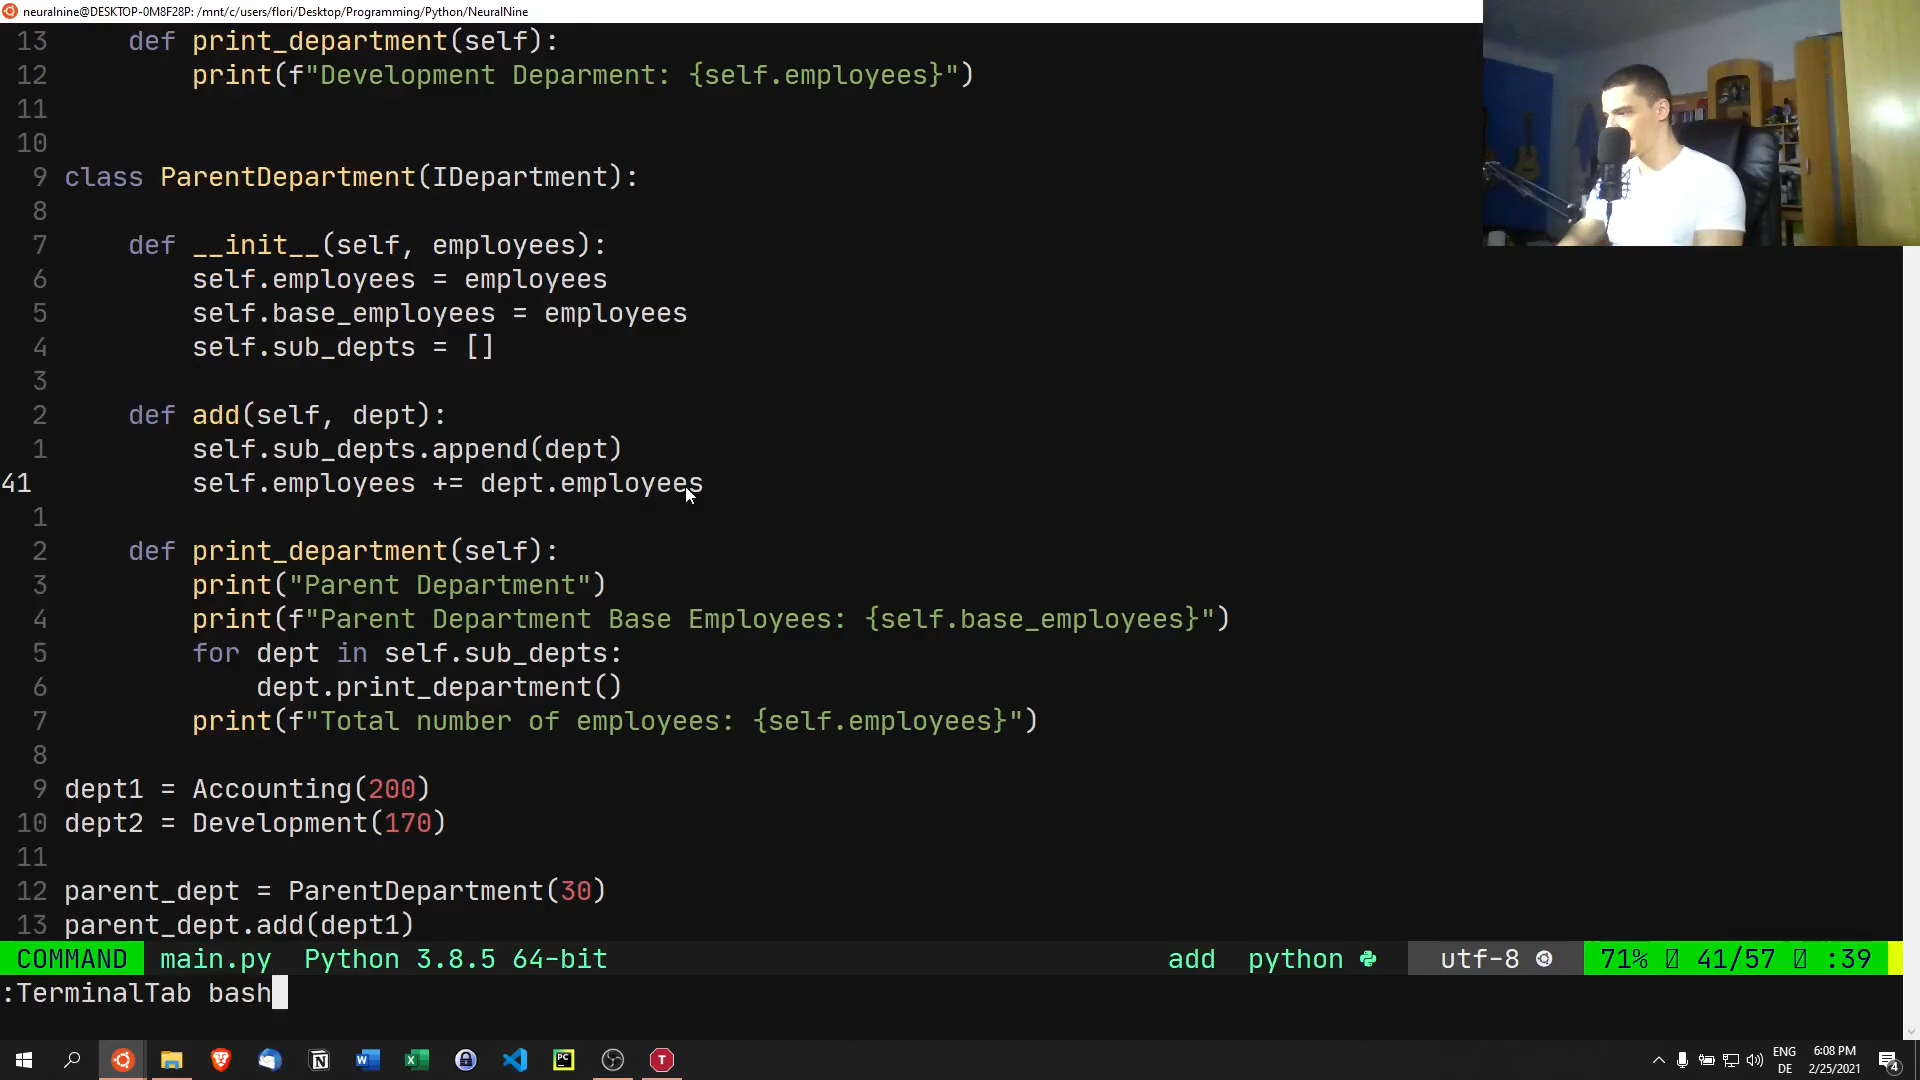 neuralnine@DESKTOP-0M8F28P: /mnt/c/users/flori/Desktop/Programming/Python/NeuralNine
13     def print_department(self):
12         print(f"Development Deparment: {self.employees}")
11
10
9 class ParentDepartment(IDepartment):
8
7     def __init__(self, employees):
6         self.employees = employees
5         self.base_employees = employees
4         self.sub_depts = []
3
2     def add(self, dept):
1         self.sub_depts.append(dept)
41         self.employees += dept.employees
1
2     def print_department(self):
3         print("Parent Department")
4         print(f"Parent Department Base Employees: {self.base_employees}")
5         for dept in self.sub_depts:
6             dept.print_department()
7         print(f"Total number of employees: {self.employees}")
8
9 dept1 = Accounting(200)
10 dept2 = Development(170)
11
12 parent_dept = ParentDepartment(30)
13 parent_dept.add(dept1)
COMMAND main.py Python 3.8.5 64-bit add python utf-8 71% 41/57 :39
:TerminalTab bash
ENG 6:08 PM
DE 2/25/2021 4